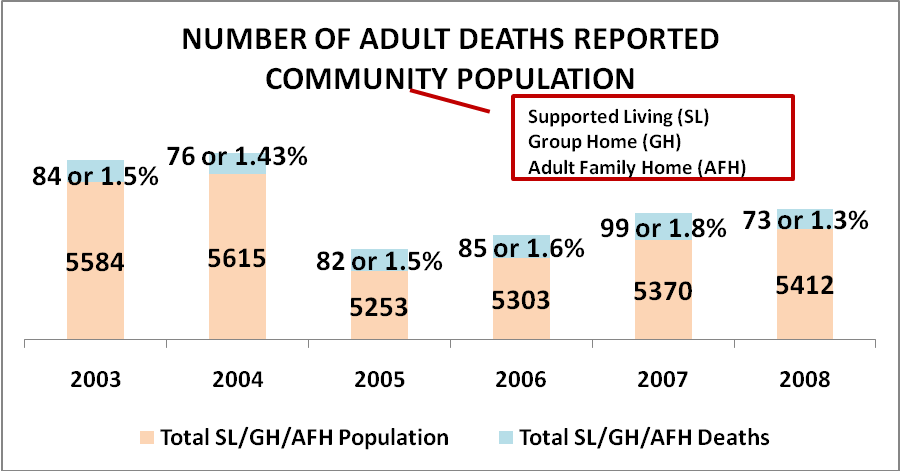 NUMBER OF ADULT DEATHS REPORTED
COMMUNITY POPULATION
Supported Living (SL)
Group Home (GH)
Adult Family Home (AFH)
84 or 1.5%
76 or 1.43%
82 or 1.5%
85 or 1.6%
99 or 1.8%
73 or 1.3%
5584
5615
5253
5303
5370
5412
2003 2004 2005 2006 2007 2008
Total SL/GH/AFH Population Total SL/GH/AFH Deaths